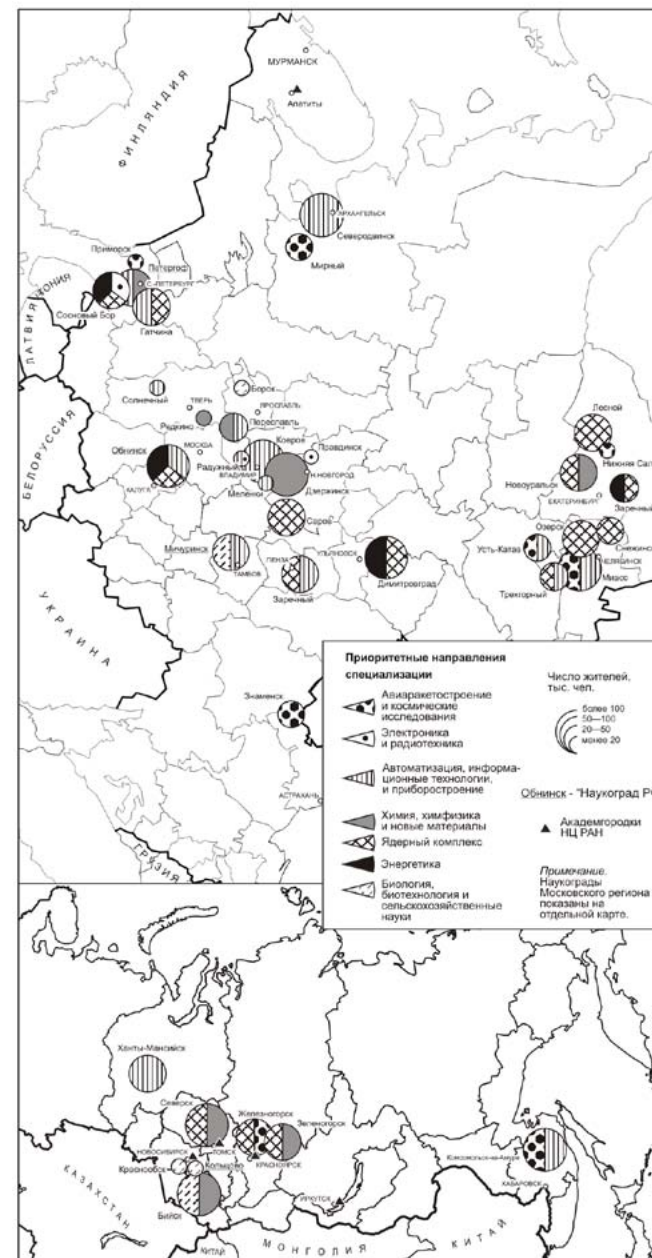 ФИНЛЯНДИЯ
МУРМАНСК
Апатиты
АРХАНГЕЛЬСК
Северодвинск
Мирный
Приморск
Петергоф
С.-ПЕТЕРБУРГ
Сосновый Бор
Гатчина
ЛАТВИЯ
БЕЛОРУССИЯ
УКРАИНА
Солнечный
ТВЕРЬ
Борок
ЯРОСЛАВЛЬ
Редкино
Переславль
Обнинск
МОСКВА
Ковров
Правдинск
Радужный
ВЛАДИМИР
Н.НОВГОРОД
КАЛУГА
Меленки
Дзержинск
Саров
Мичуринск
ТАМБОВ
ПЕНЗА
Заречный
УЛЬЯНОВСК
Димитровград
Лесной
Нижняя Сал
Новоуральск
ЕКАТЕРИНБУРГ
Заречный
Озерск
Снежинск
Усть-Катав
ЧЕЛЯБИНСК
Трехгорный
Миасс
Знаменск
АСТРАХАНЬ
ГРУЗИЯ
Приоритетные направления
специализации
Авиаракетостроение
и космические
исследования
Электроника
и радиотехника
Автоматизация, информа-
ционные технологии,
и приборостроение
Химия, химфизика
и новые материалы
Ядерный комплекс
Энергетика
Биология,
биотехнология и
сельскохозяйственные
науки
Число жителей,
тыс. чел.
более 100
50—100
20—50
менее 20
Обнинск - "Наукоград РФ
Академгородки
НЦ РАН
Примечание.
Наукограды
Московского региона
показаны на
отдельной карте.
Ханты-Мансийск
Северск
Железногорск
Зеленогорск
НОВОСИБИРСК
ТОМСК
КРАСНОЯРСК
Краснообск
Кольцово
Бийск
ИРКУТСК
Комсомольск-на-Амуре
ХАБАРОВСК
КАЗАХСТАН
КИТАЙ
МОНГОЛИЯ
КИТАЙ